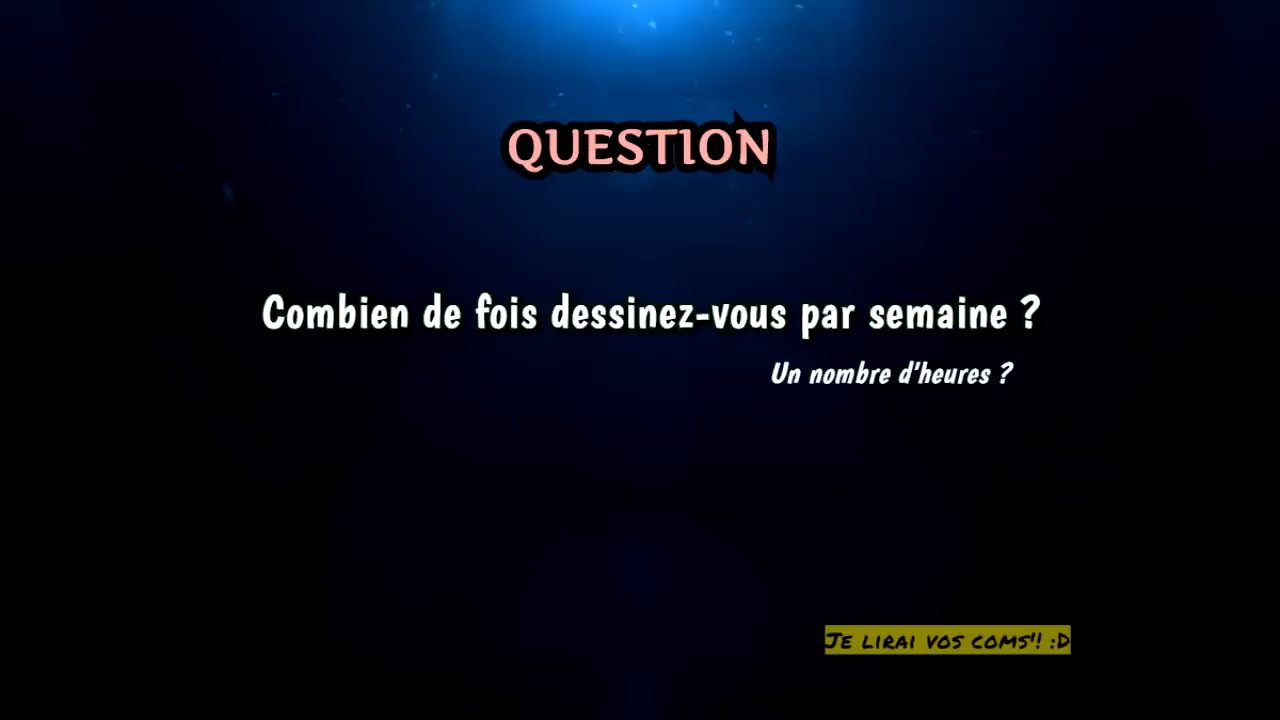 QUESTION
Combien de fois dessinez-vous par semaine ?
Un nombre d'heures ?
Je lirai vos coms'! :D